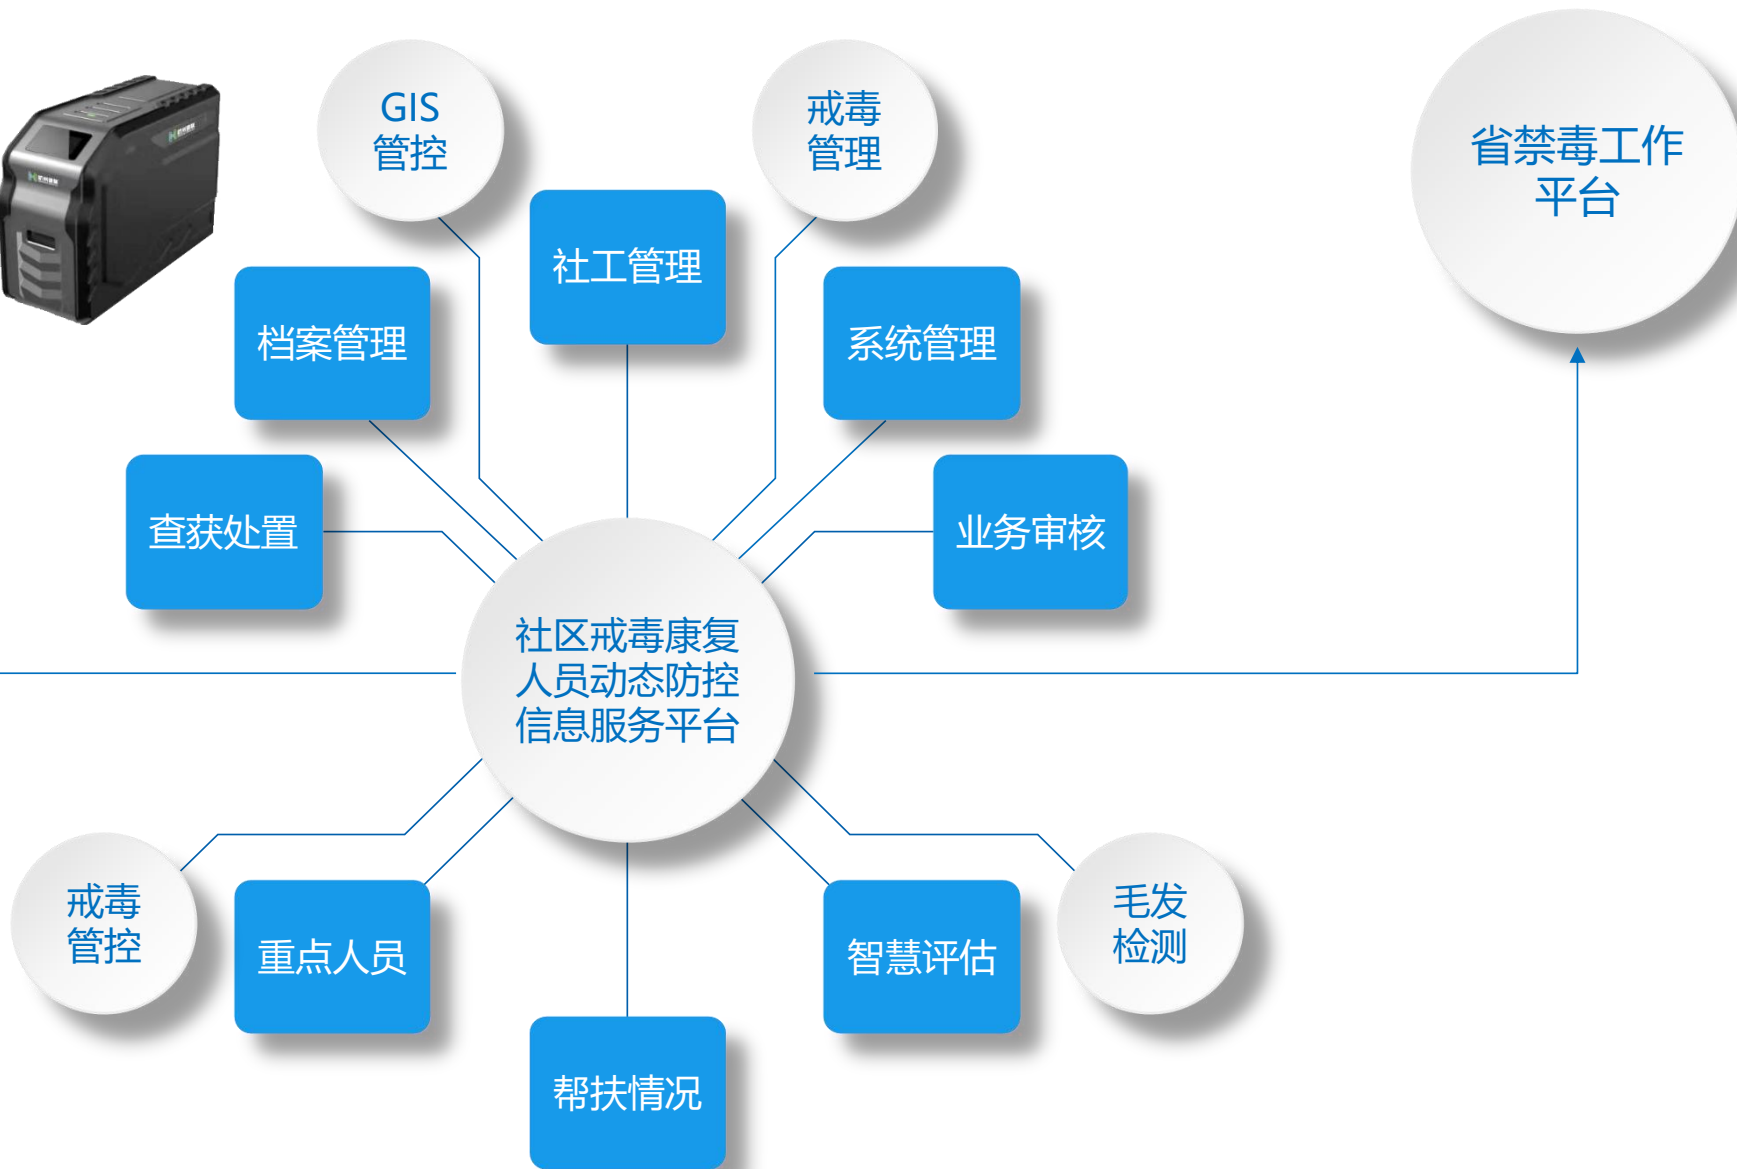 GIS
管控
戒毒
管理
省禁毒工作
平台
社工管理
档案管理
系统管理
查获处置
业务审核
社区戒毒康复
人员动态防控
信息服务平台
戒毒
管控
重点人员
智慧评估
毛发
检测
帮扶情况